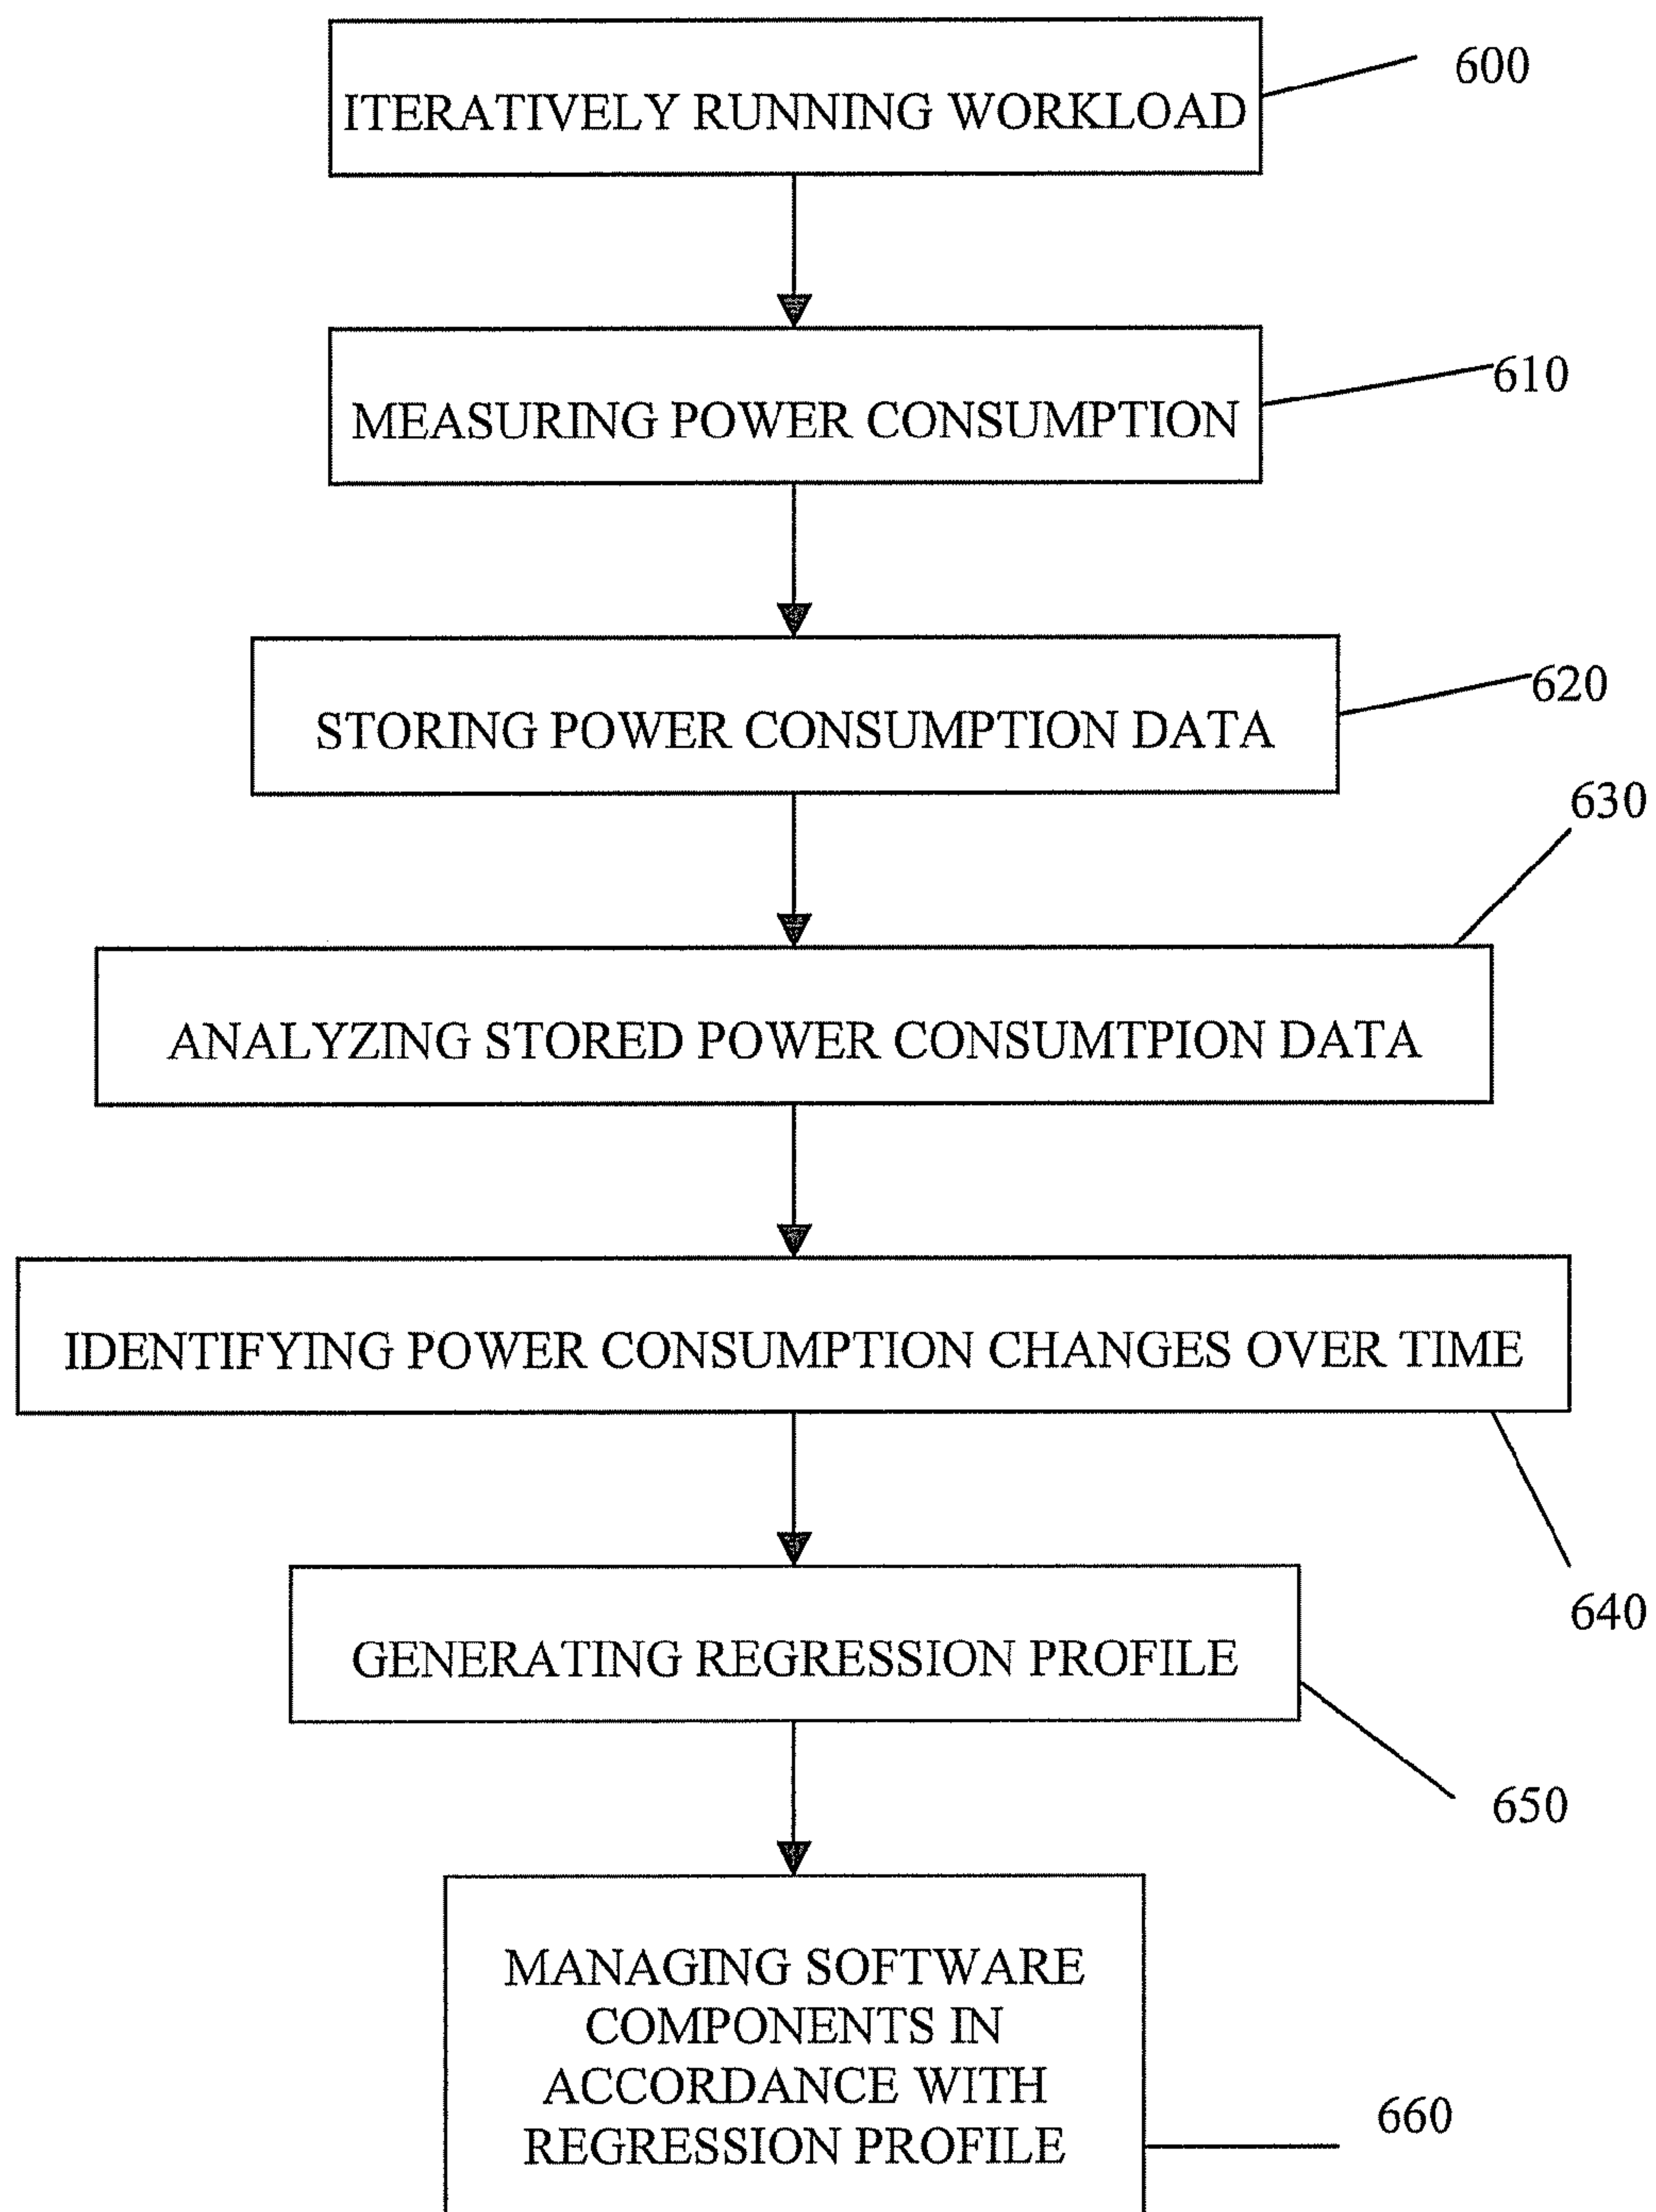 ITERATIVELY RUNNING WORKLOAD
600
MEASURING POWER CONSUMPTION
610
STORING POWER CONSUMPTION DATA
620
630
ANALYZING STORED POWER CONSUMTPION DATA
IDENTIFYING POWER CONSUMPTION CHANGES OVER TIME
640
GENERATING REGRESSION PROFILE
650
MANAGING SOFTWARE
COMPONENTS IN
ACCORDANCE WITH
REGRESSION PROFILE
660